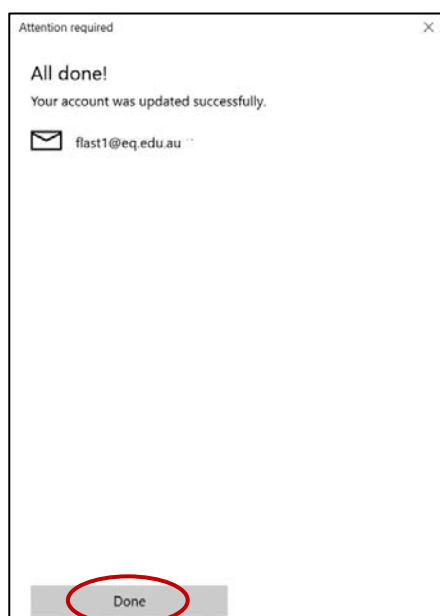 Attention required
All done!
Your account was updated successfully.
flast1@eq.edu.au
Done